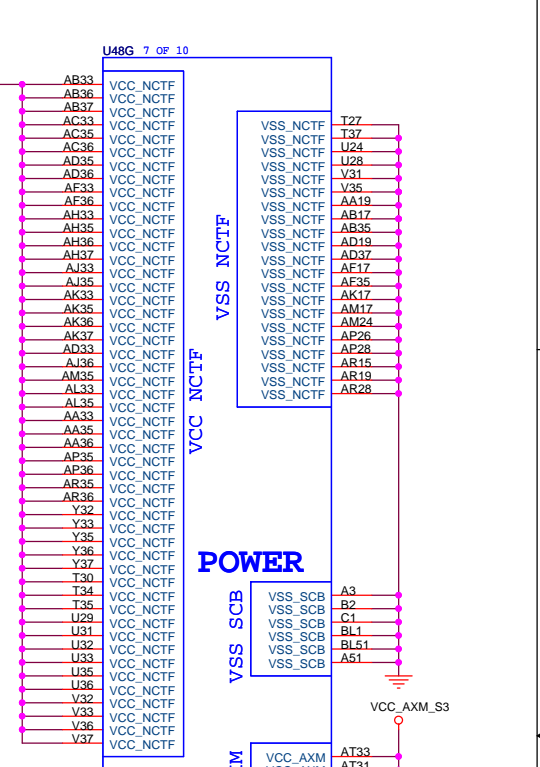 U48G 7 OF 10
AB33 VCC_NCTF
AB36 VCC_NCTF
AB37 VCC_NCTF
AC33 VCC_NCTF
AC35 VCC_NCTF
AC36 VCC_NCTF
AD35 VCC_NCTF
AD36 VCC_NCTF
AF33 VCC_NCTF
AF36 VCC_NCTF
AH33 VCC_NCTF
AH35 VCC_NCTF
AH36 VCC_NCTF
AH37 VCC_NCTF
AJ33 VCC_NCTF
AJ35 VCC_NCTF
AK33 VCC_NCTF
AK35 VCC_NCTF
AK36 VCC_NCTF
AK37 VCC_NCTF
AD33 VCC_NCTF
AJ36 VCC_NCTF
AM35 VCC_NCTF
AL33 VCC_NCTF
AL35 VCC_NCTF
AA33 VCC_NCTF
AA35 VCC_NCTF
AA36 VCC_NCTF
AP35 VCC_NCTF
AP36 VCC_NCTF
AR35 VCC_NCTF
AR36 VCC_NCTF
Y32 VCC_NCTF
Y33 VCC_NCTF
Y35 VCC_NCTF
Y36 VCC_NCTF
Y37 VCC_NCTF
T30 VCC_NCTF
T34 VCC_NCTF
T35 VCC_NCTF
U29 VCC_NCTF
U31 VCC_NCTF
U32 VCC_NCTF
U33 VCC_NCTF
U35 VCC_NCTF
U36 VCC_NCTF
V32 VCC_NCTF
V33 VCC_NCTF
V36 VCC_NCTF
V37 VCC_NCTF
VCC NCTF
VSS NCTF
VSS_NCTF T27
VSS_NCTF T37
VSS_NCTF U24
VSS_NCTF U28
VSS_NCTF V31
VSS_NCTF V35
VSS_NCTF AA19
VSS_NCTF AB17
VSS_NCTF AB35
VSS_NCTF AD19
VSS_NCTF AD37
VSS_NCTF AF17
VSS_NCTF AF35
VSS_NCTF AK17
VSS_NCTF AM17
VSS_NCTF AM24
VSS_NCTF AP26
VSS_NCTF AP28
VSS_NCTF AR15
VSS_NCTF AR19
VSS_NCTF AR28
POWER
VSS SCB
VSS_SCB A3
VSS_SCB B2
VSS_SCB C1
VSS_SCB BL1
VSS_SCB BL51
VSS_SCB A51
VCC_AXM_S3
VCC_AXM AT33
AT31